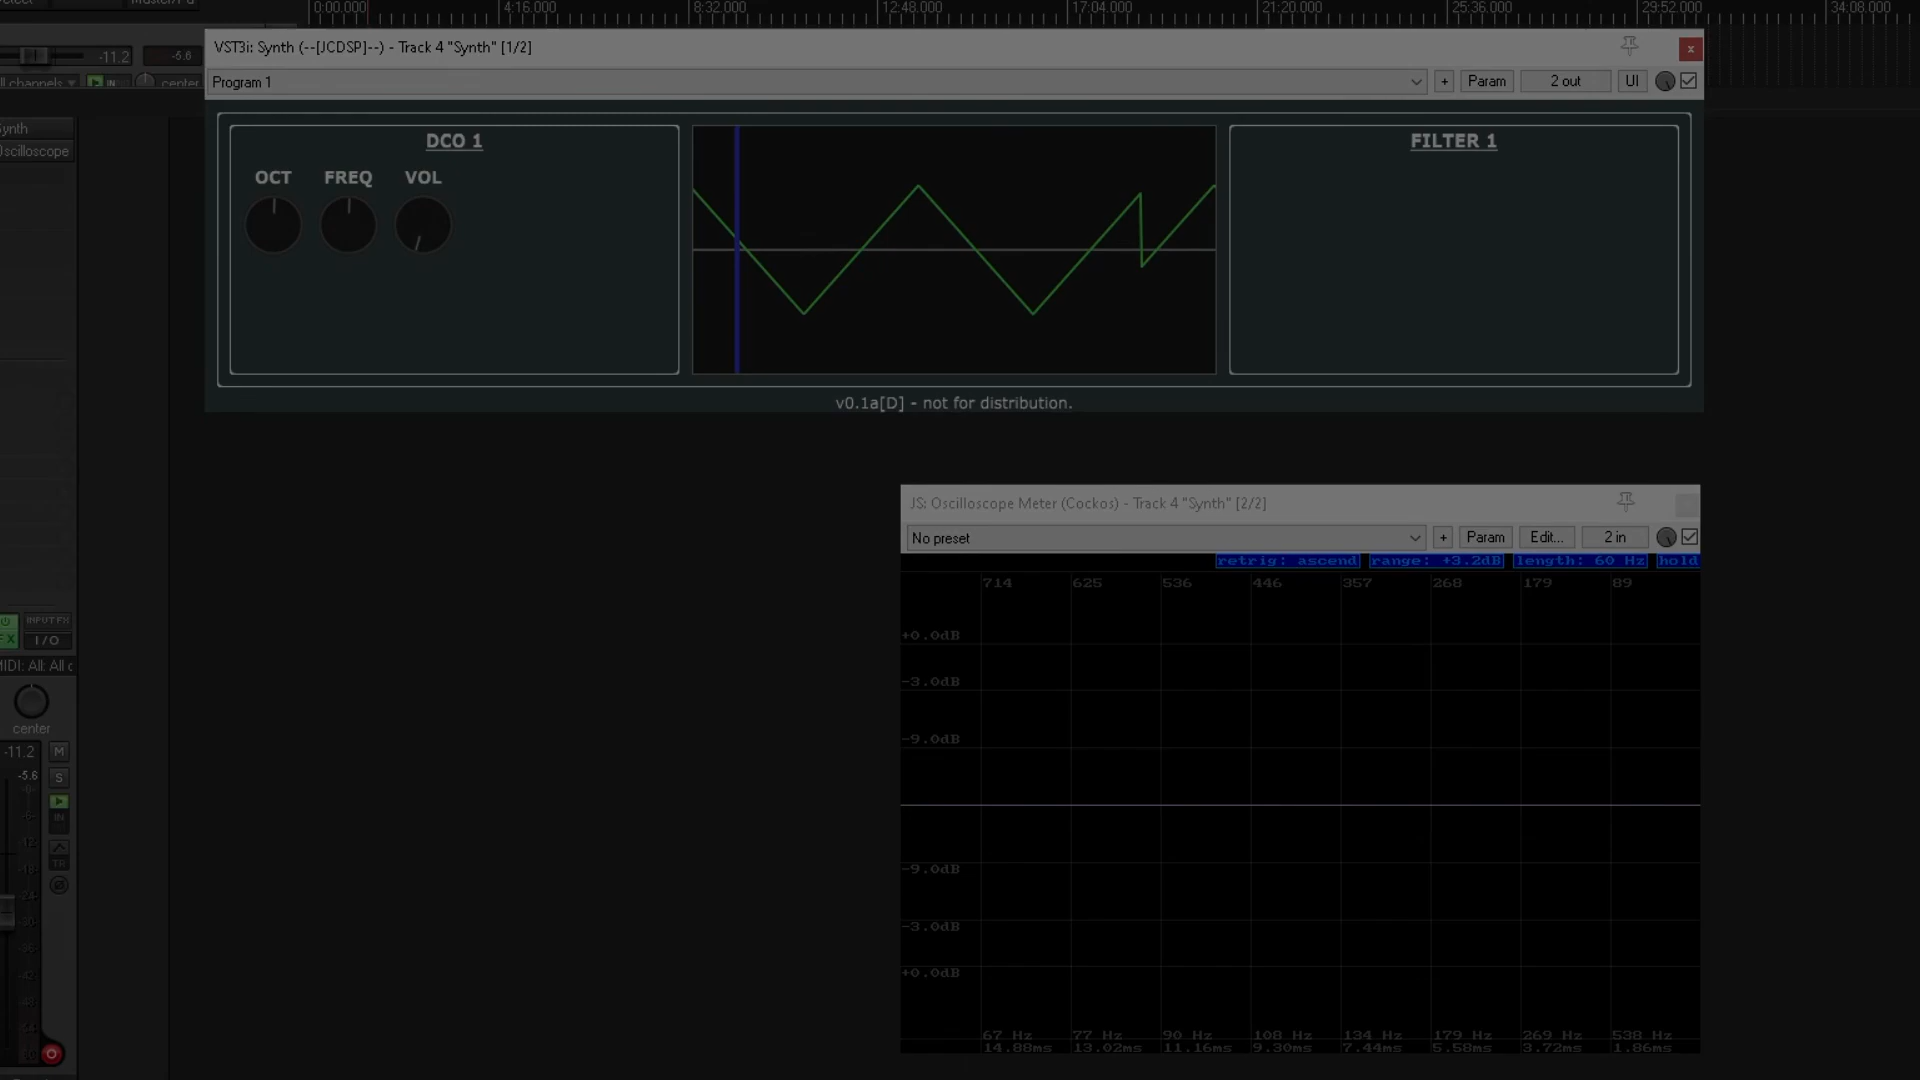 0:00.000 4:16.000 8:32.000 12:48.000 17:04.000 21:20.000 25:36.000 29:52.000 34:08.000
-11.2 -5.6
VST3i: Synth (--[JCDSP]--) - Track 4 "Synth" [1/2]
x
center
Program 1
+ Param 2 out UI
DCO 1
FILTER 1
OCT FREQ VOL
v0.1a[D] - not for distribution.
JS: Oscilloscope Meter (Cockos) - Track 4 "Synth" [2/2]
No preset
+ Param Edit... 2 in
retrig: ascend range: +3.2dB length: 60 Hz hold
714 625 536 446 357 268 179 89
+0.0dB
-3.0dB
-9.0dB
-9.0dB
-3.0dB
+0.0dB
67 Hz 77 Hz 90 Hz 108 Hz 134 Hz 179 Hz 269 Hz 538 Hz
14.88ms 13.02ms 11.16ms 9.30ms 7.44ms 5.58ms 3.72ms 1.86ms
INPUT FX
I/O
center
-11.2 M
-5.6 S
IN
TR